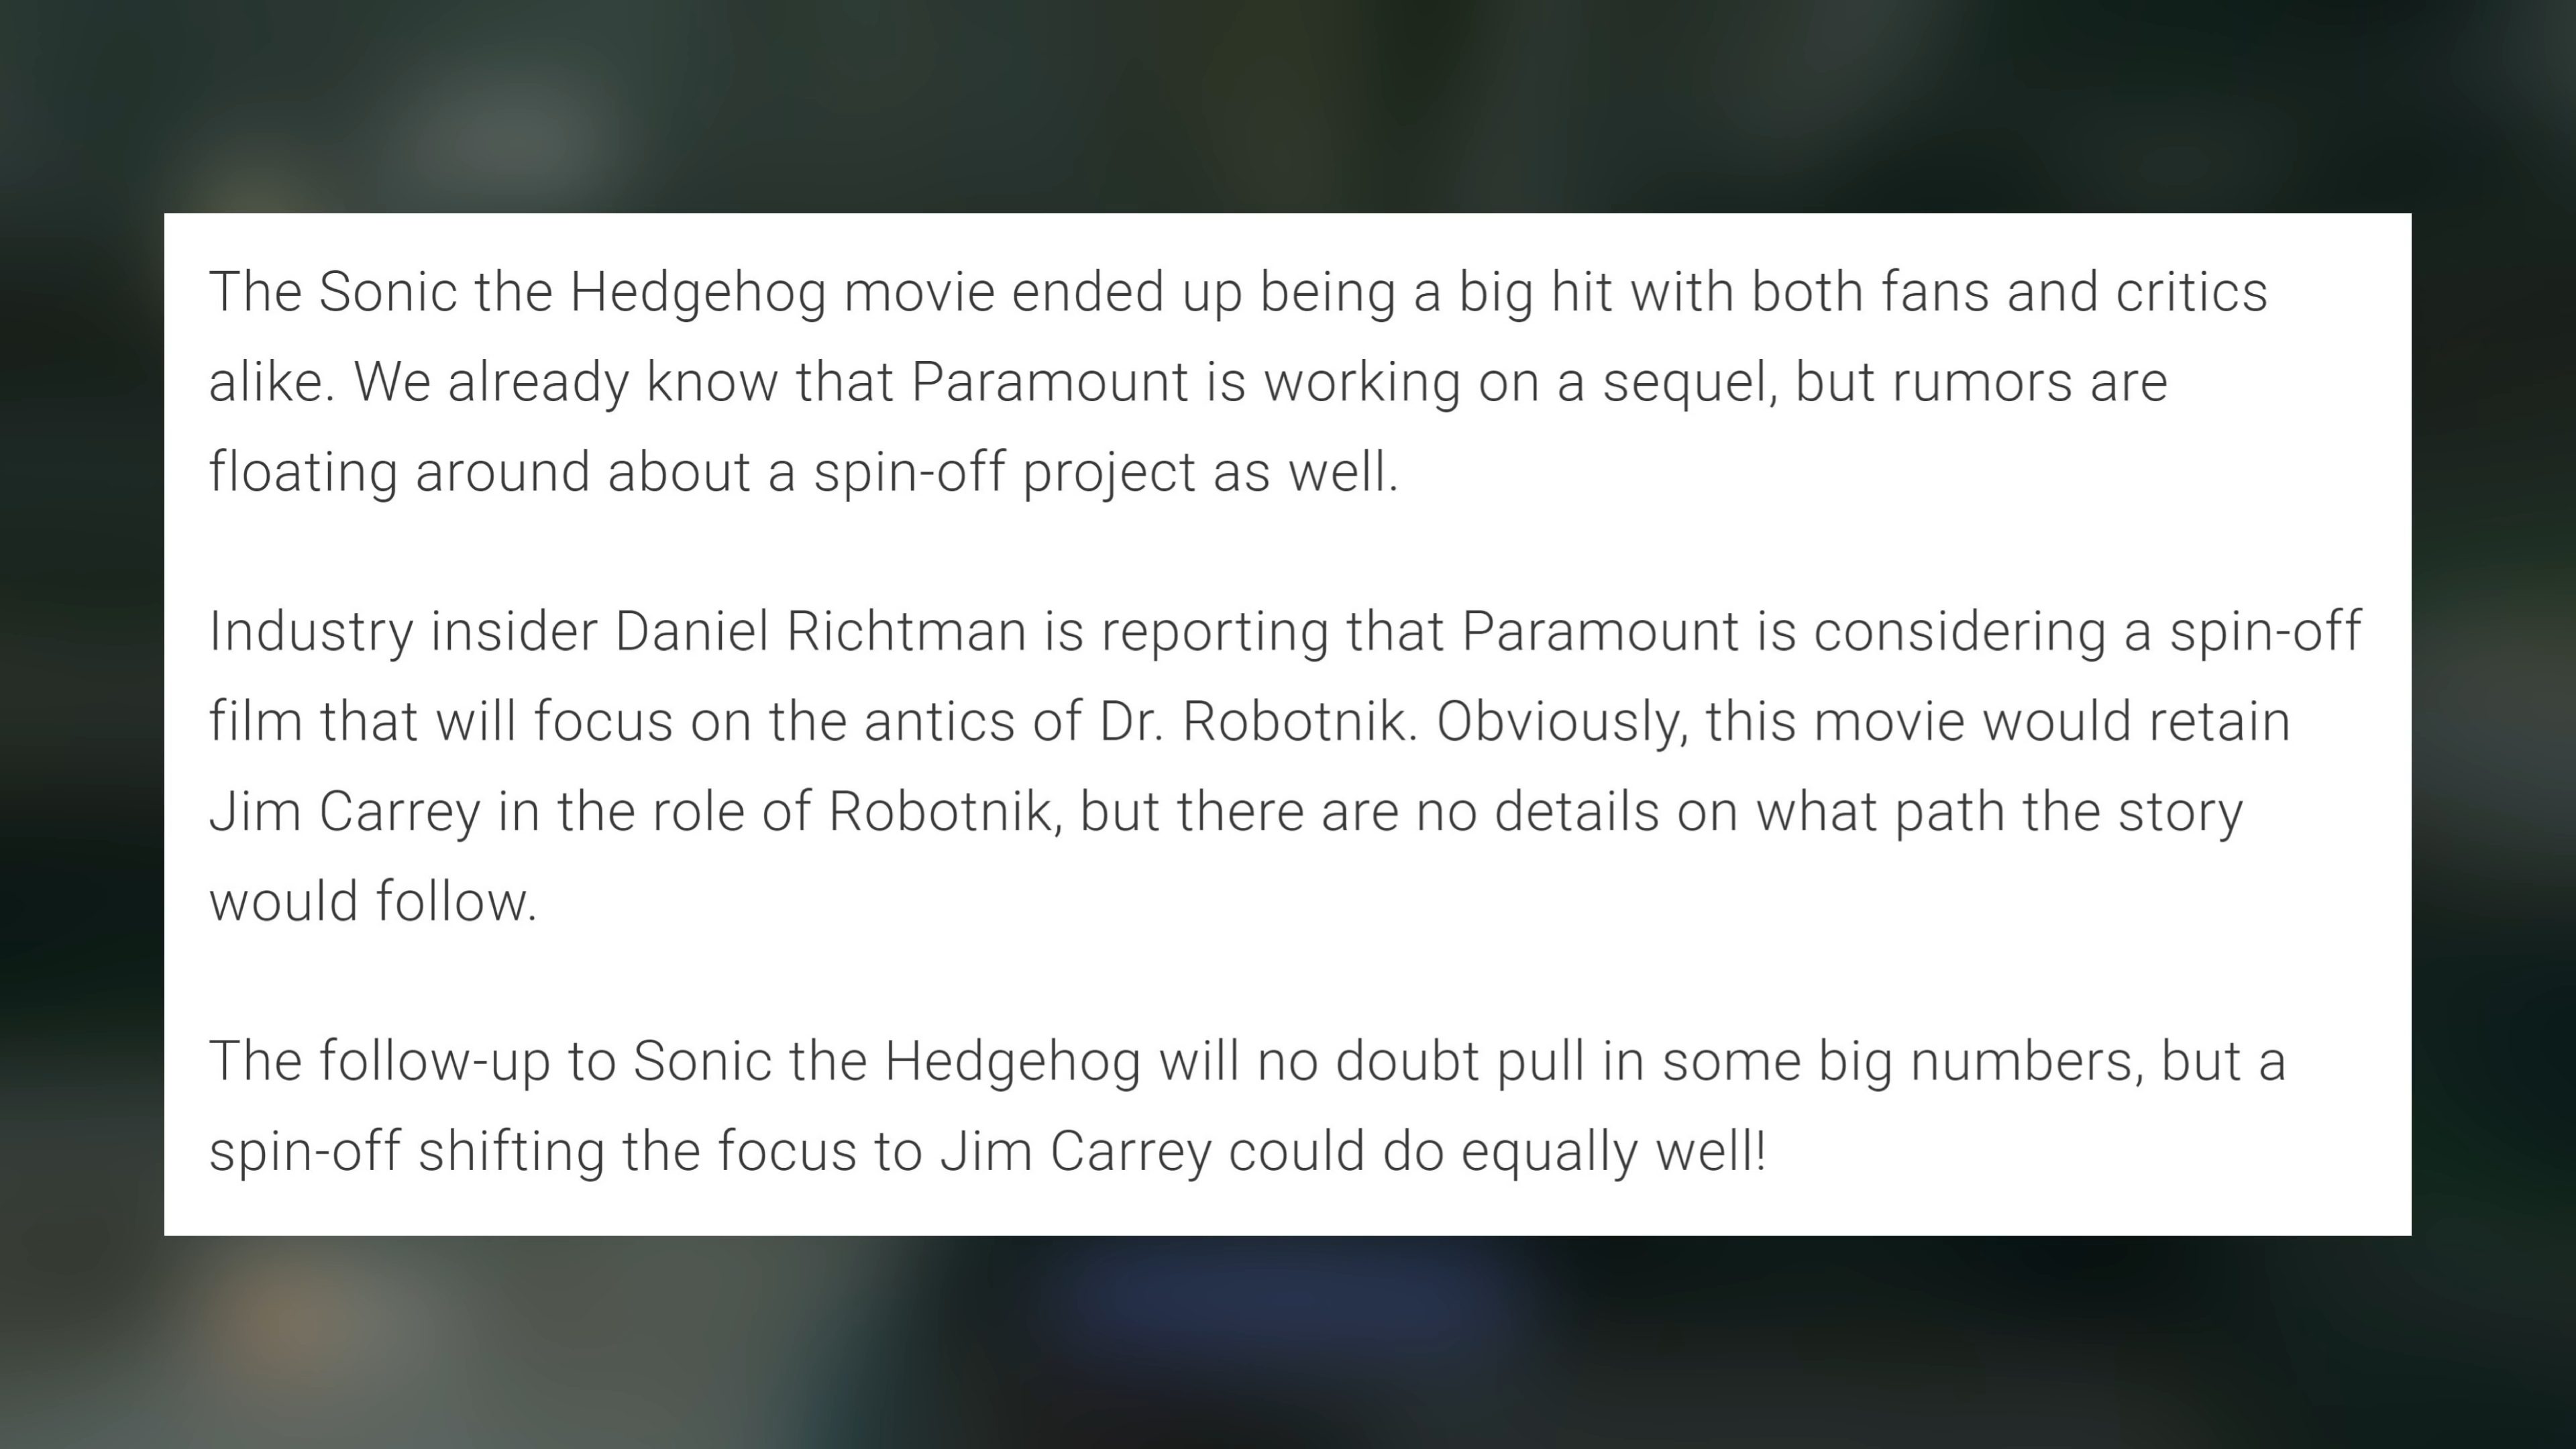 The Sonic the Hedgehog movie ended up being a big hit with both fans and critics
alike. We already know that Paramount is working on a sequel, but rumors are
floating around about a spin-off project as well.
Industry insider Daniel Richtman is reporting that Paramount is considering a spin-off
film that will focus on the antics of Dr. Robotnik. Obviously, this movie would retain
Jim Carrey in the role of Robotnik, but there are no details on what path the story
would follow.
The follow-up to Sonic the Hedgehog will no doubt pull in some big numbers, but a
spin-off shifting the focus to Jim Carrey could do equally well!